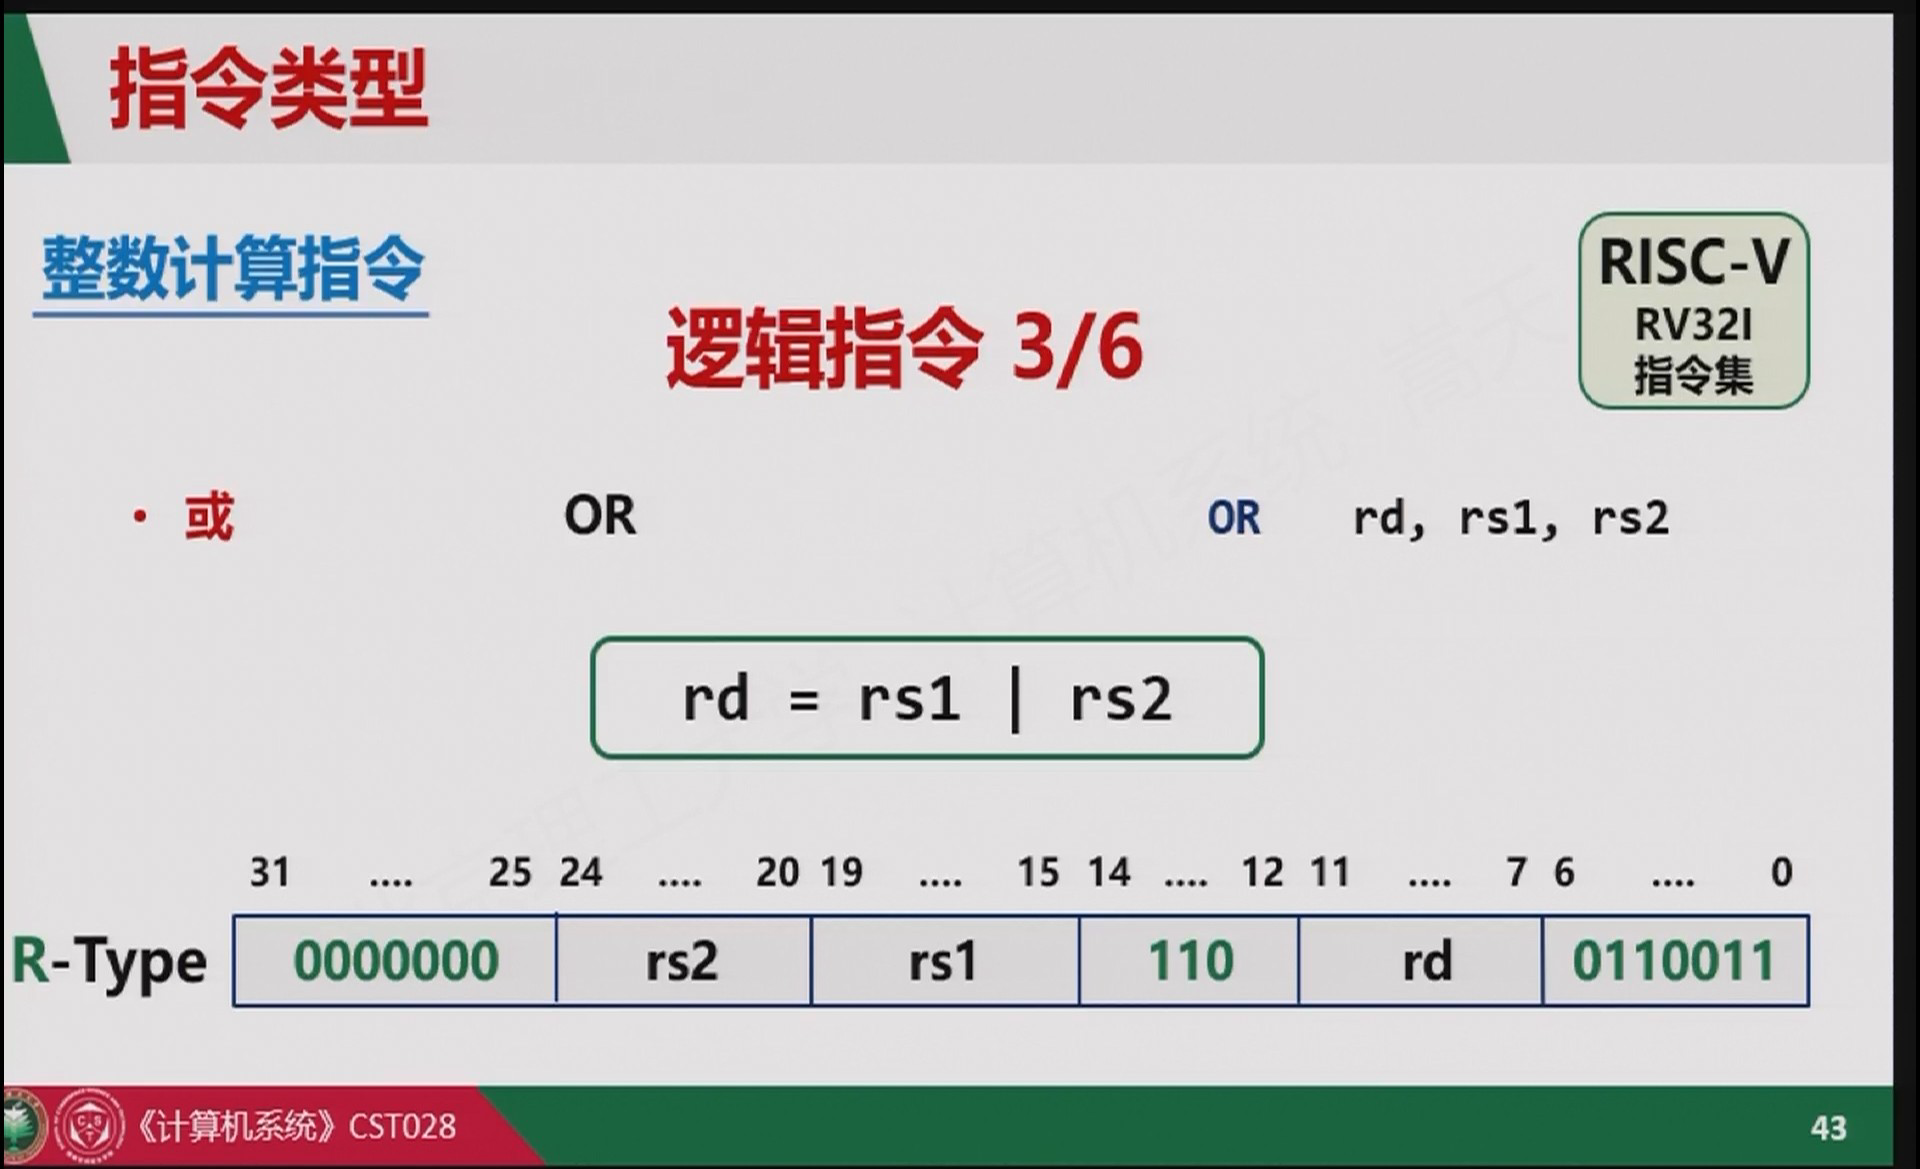 指令类型
整数计算指令
RISC-V
RV32I
指令集
逻辑指令 3/6
• 或 OR OR rd, rs1, rs2
rd = rs1 | rs2
31 .... 25 24 .... 20 19 .... 15 14 .... 12 11 .... 7 6 .... 0
R-Type 0000000 rs2 rs1 110 rd 0110011
《计算机系统》CST028
43